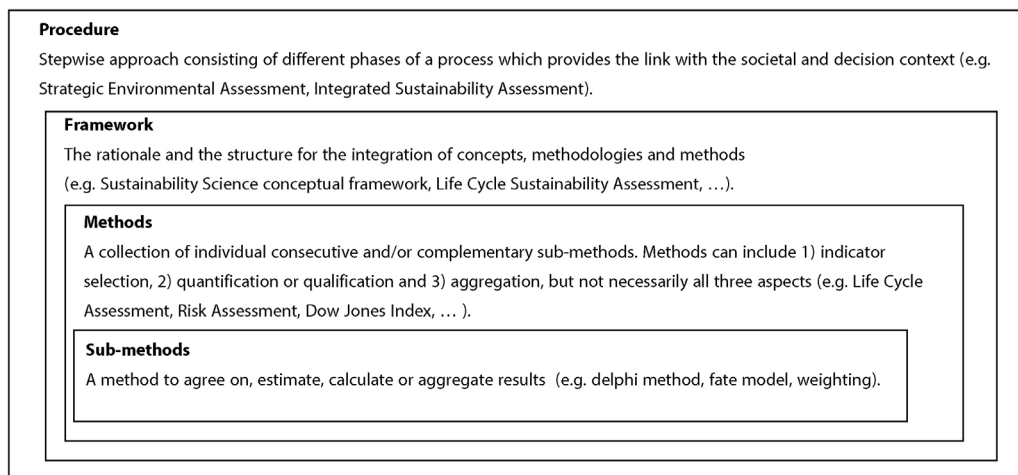 Procedure
Stepwise approach consisting of different phases of a process which provides the link with the societal and decision context (e.g.
Strategic Environmental Assessment, Integrated Sustainability Assessment).
Framework
The rationale and the structure for the integration of concepts, methodologies and methods
(e.g. Sustainability Science conceptual framework, Life Cycle Sustainability Assessment, …).
Methods
A collection of individual consecutive and/or complementary sub-methods. Methods can include 1) indicator
selection, 2) quantification or qualification and 3) aggregation, but not necessarily all three aspects (e.g. Life Cycle
Assessment, Risk Assessment, Dow Jones Index, … ).
Sub-methods
A method to agree on, estimate, calculate or aggregate results (e.g. delphi method, fate model, weighting).